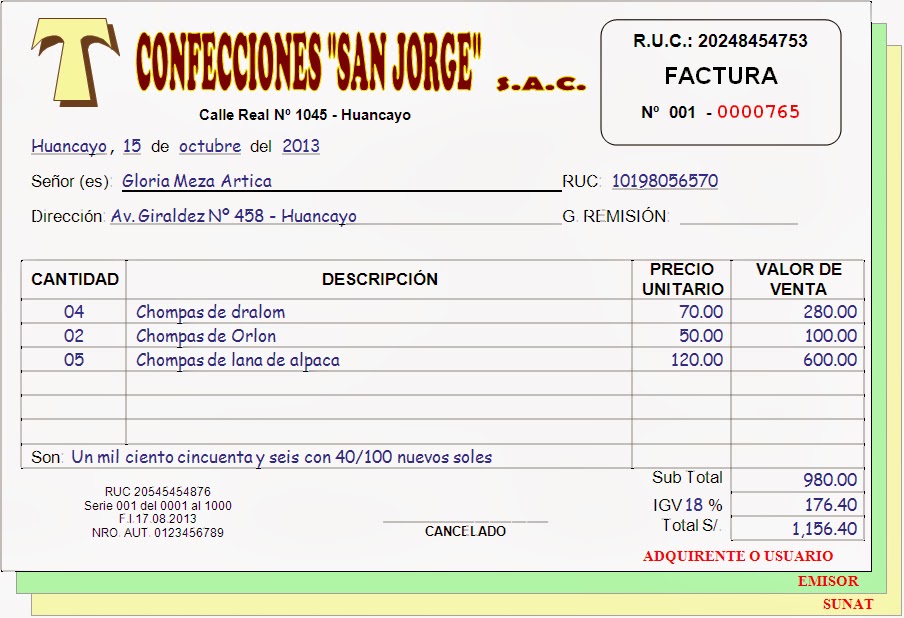 CONFECCIONES "SAN JORGE" S.A.C.
Calle Real Nº 1045 - Huancayo
R.U.C.: 20248454753
FACTURA
Nº 001 - 0000765
Huancayo, 15 de octubre del 2013
Señor (es): Gloria Meza Artica RUC: 10198056570
Dirección: Av. Giraldez Nº 458 - Huancayo G. REMISIÓN:
CANTIDAD DESCRIPCIÓN PRECIO UNITARIO VALOR DE VENTA
04 Chompas de dralom 70.00 280.00
02 Chompas de Orlon 50.00 100.00
05 Chompas de lana de alpaca 120.00 600.00
Son: Un mil ciento cincuenta y seis con 40/100 nuevos soles
Sub Total 980.00
IGV 18 % 176.40
Total S/. 1,156.40
RUC 20545454876
Serie 001 del 0001 al 1000
F.I.17.08.2013
NRO. AUT. 0123456789
CANCELADO
ADQUIRENTE O USUARIO
EMISOR
SUNAT